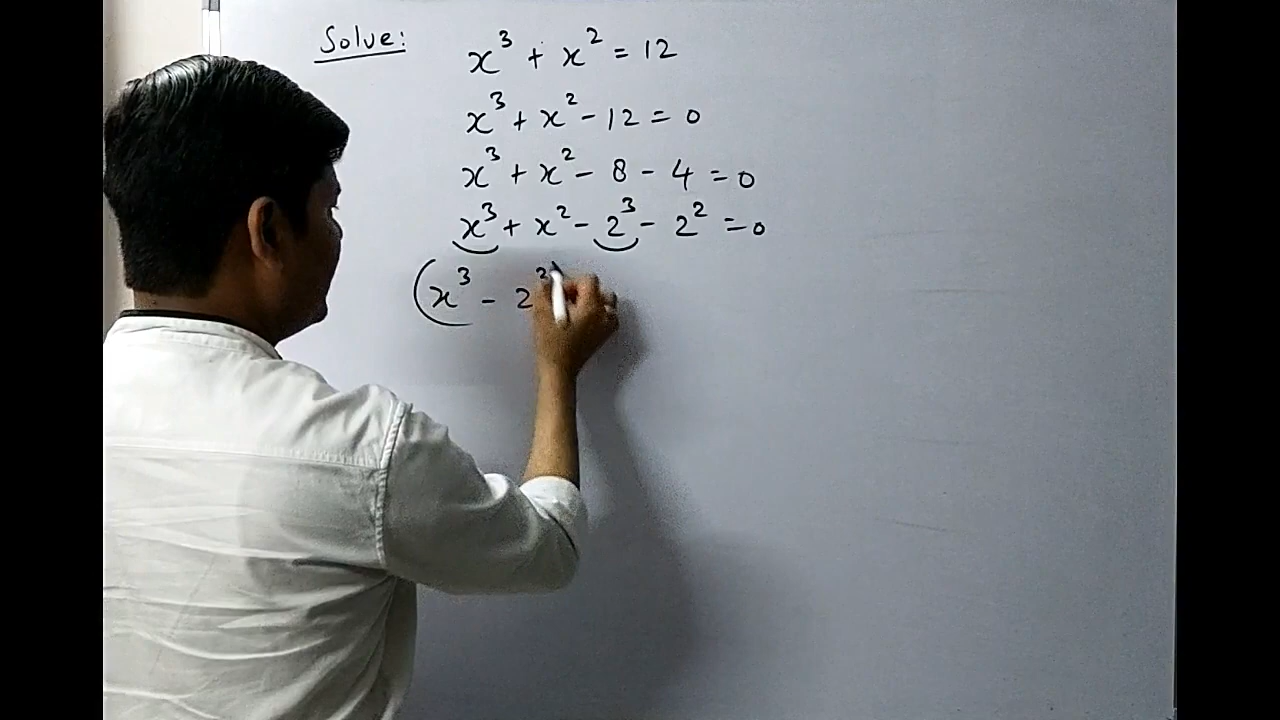 Solve: x³ + x² = 12
x³ + x² - 12 = 0
x³ + x² - 8 - 4 = 0
x³ + x² - 2³ - 2² = 0
(x³ - 2